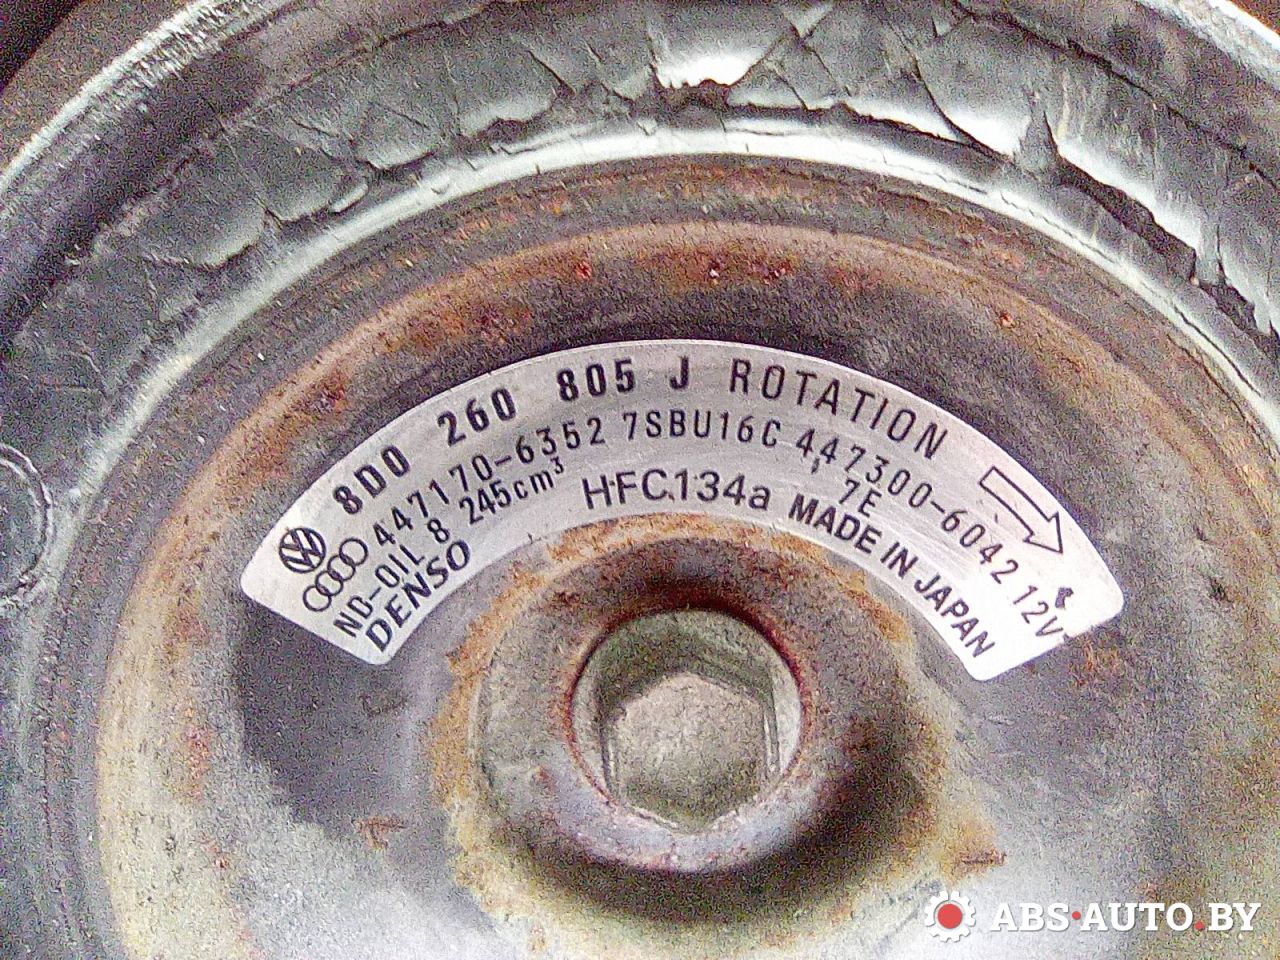 8D0 260 805 J ROTATION
447170-6352 7SBU16C 447300-6042 12V
ND-OIL 8 245cm³ HFC134a 7E
DENSO MADE IN JAPAN
ABS·AUTO.BY